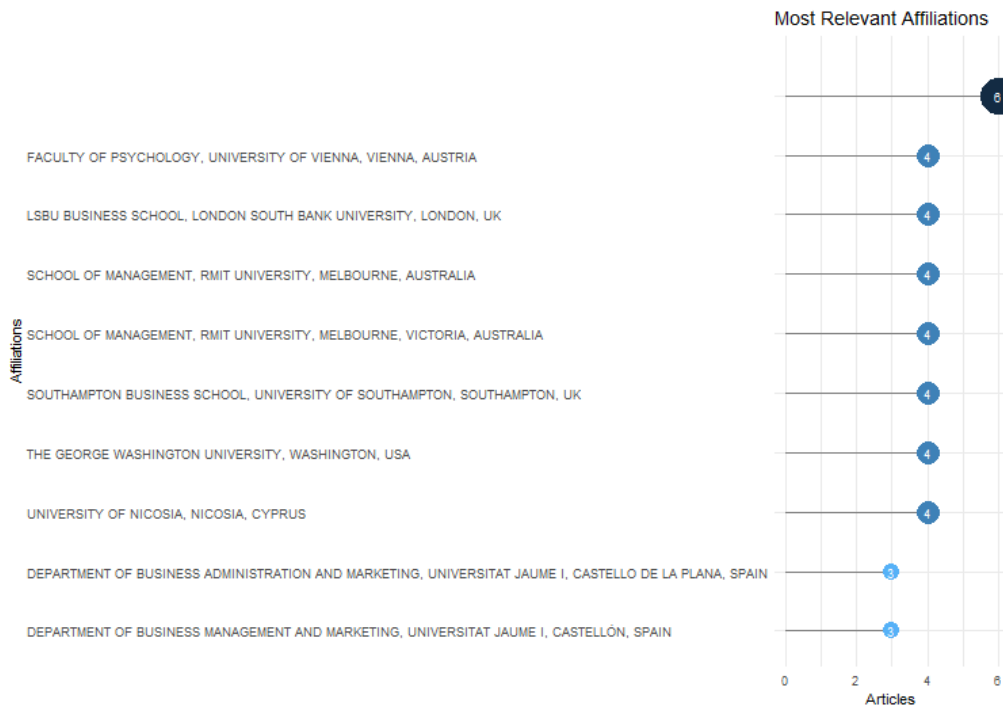 Most Relevant Affiliations
6
FACULTY OF PSYCHOLOGY, UNIVERSITY OF VIENNA, VIENNA, AUSTRIA
4
LSBU BUSINESS SCHOOL, LONDON SOUTH BANK UNIVERSITY, LONDON, UK
4
SCHOOL OF MANAGEMENT, RMIT UNIVERSITY, MELBOURNE, AUSTRALIA
4
SCHOOL OF MANAGEMENT, RMIT UNIVERSITY, MELBOURNE, VICTORIA, AUSTRALIA
4
Affiliations
SOUTHAMPTON BUSINESS SCHOOL, UNIVERSITY OF SOUTHAMPTON, SOUTHAMPTON, UK
4
THE GEORGE WASHINGTON UNIVERSITY, WASHINGTON, USA
4
UNIVERSITY OF NICOSIA, NICOSIA, CYPRUS
4
DEPARTMENT OF BUSINESS ADMINISTRATION AND MARKETING, UNIVERSITAT JAUME I, CASTELLO DE LA PLANA, SPAIN
3
DEPARTMENT OF BUSINESS MANAGEMENT AND MARKETING, UNIVERSITAT JAUME I, CASTELLÓN, SPAIN
3
0 2 4 6
Articles